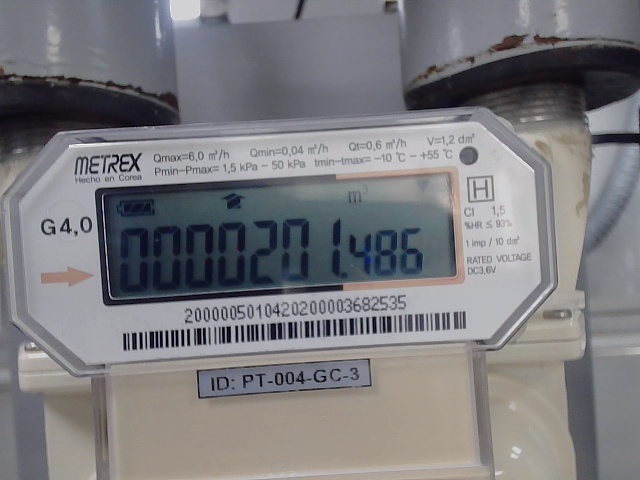 METREX
Hecho en Corea
Qmax=6,0 m³/h Qmin=0,04 m³/h Qt=0,6 m³/h V=1,2 dm³
Pmin-Pmax= 1,5 kPa - 50 kPa tmin-tmax= -10 °C - +55 °C
G4,0
m³
0000201.486
H
Cl 1,5
%HR ≤ 90%
1 imp / 10 dm³
RATED VOLTAGE
DC3,6V
2000005010420200003682535
ID: PT-004-GC-3